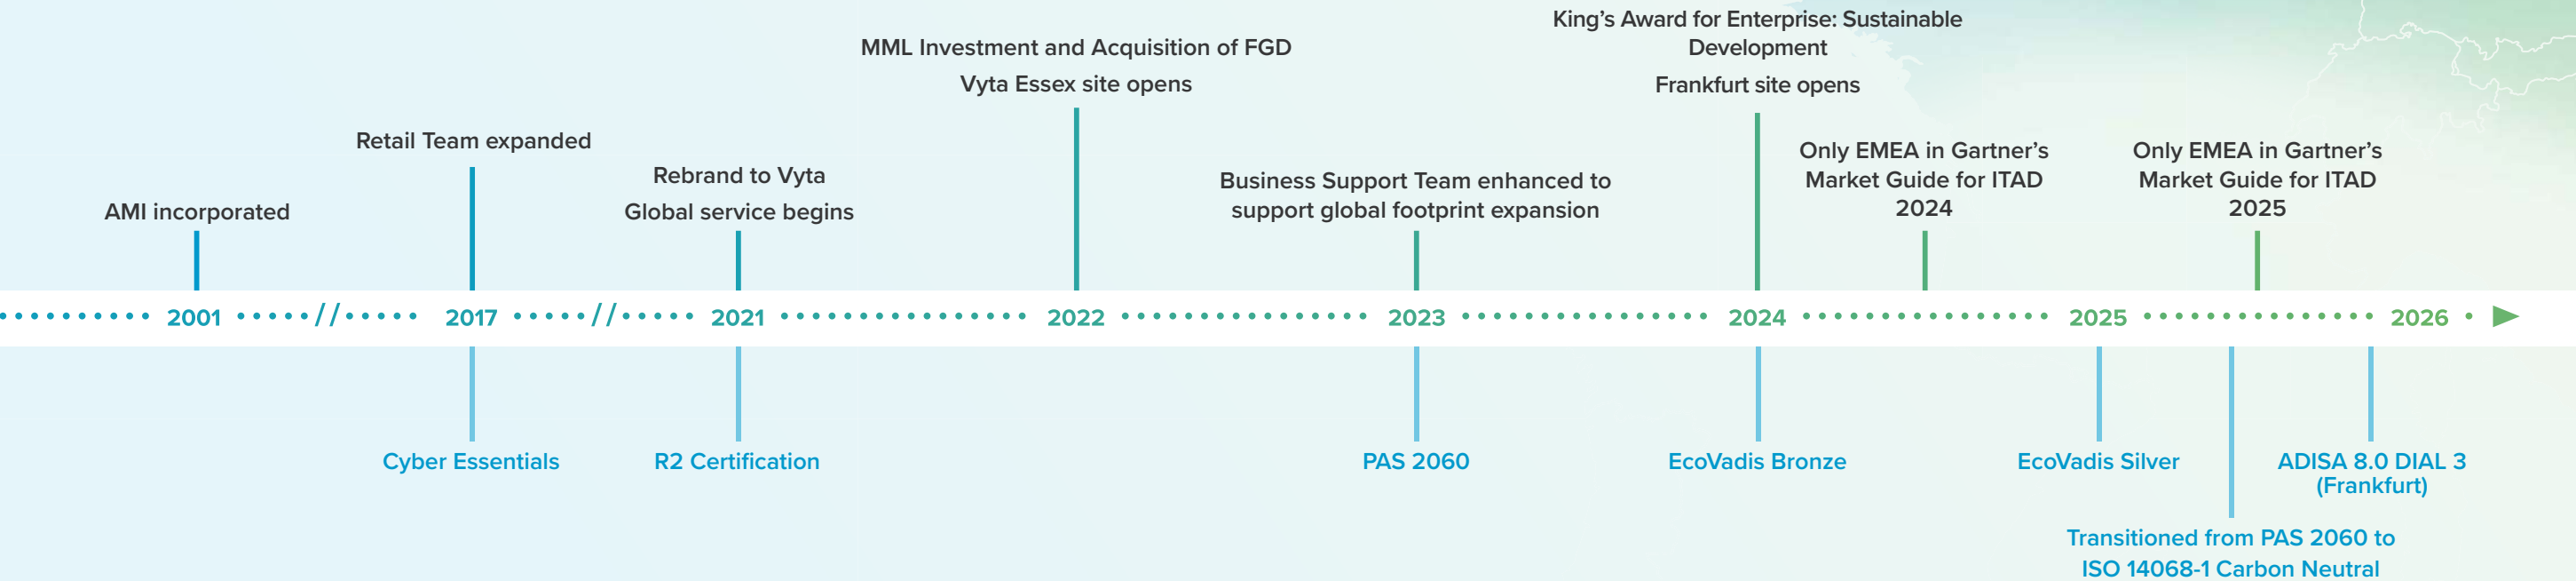 AMI incorporated
Retail Team expanded
Rebrand to Vyta
Global service begins
MML Investment and Acquisition of FGD
Vyta Essex site opens
Business Support Team enhanced to
support global footprint expansion
King's Award for Enterprise: Sustainable
Development
Frankfurt site opens
Only EMEA in Gartner's
Market Guide for ITAD
2024
Only EMEA in Gartner's
Market Guide for ITAD
2025
2001 // 2017 // 2021 2022 2023 2024 2025 2026
Cyber Essentials
R2 Certification
PAS 2060
EcoVadis Bronze
EcoVadis Silver
Transitioned from PAS 2060 to
ISO 14068-1 Carbon Neutral
ADISA 8.0 DIAL 3
(Frankfurt)